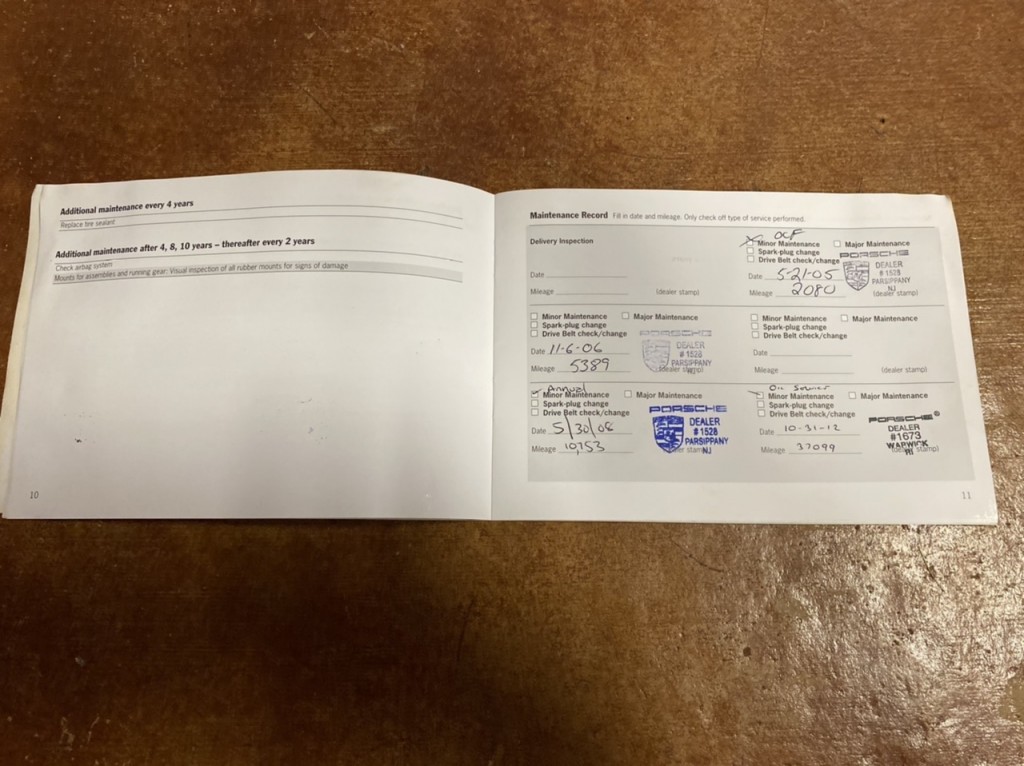 Additional maintenance every 4 years
Replace tire sealant
Additional maintenance after 4, 8, 10 years – thereafter every 2 years
Check airbag system
Mounts for assemblies and running gear: Visual inspection of all rubber mounts for signs of damage
10
Maintenance Record Fill in date and mileage. Only check off type of service performed.
Delivery Inspection
Date
Mileage
(dealer stamp)
OCF
Minor Maintenance
Major Maintenance
Spark-plug change
Drive Belt check/change
Date 5-21-05
Mileage 2080
PORSCHE
DEALER
# 1528
PARSIPPANY
NJ
(dealer stamp)
Minor Maintenance
Major Maintenance
Spark-plug change
Drive Belt check/change
Date 11-6-06
Mileage 5389
PORSCHE
DEALER
# 1528
PARSIPPANY
(dealer stamp)
Minor Maintenance
Major Maintenance
Spark-plug change
Drive Belt check/change
Date
Mileage
(dealer stamp)
Annual
Minor Maintenance
Major Maintenance
Spark-plug change
Drive Belt check/change
Date 5/30/08
Mileage 10,753
PORSCHE
DEALER
# 1528
PARSIPPANY
NJ
Minor Maintenance
Major Maintenance
Spark-plug change
Drive Belt check/change
Date 10-31-12
Mileage 37099
PORSCHE®
DEALER
#1673
WARWICK
stamp)
11